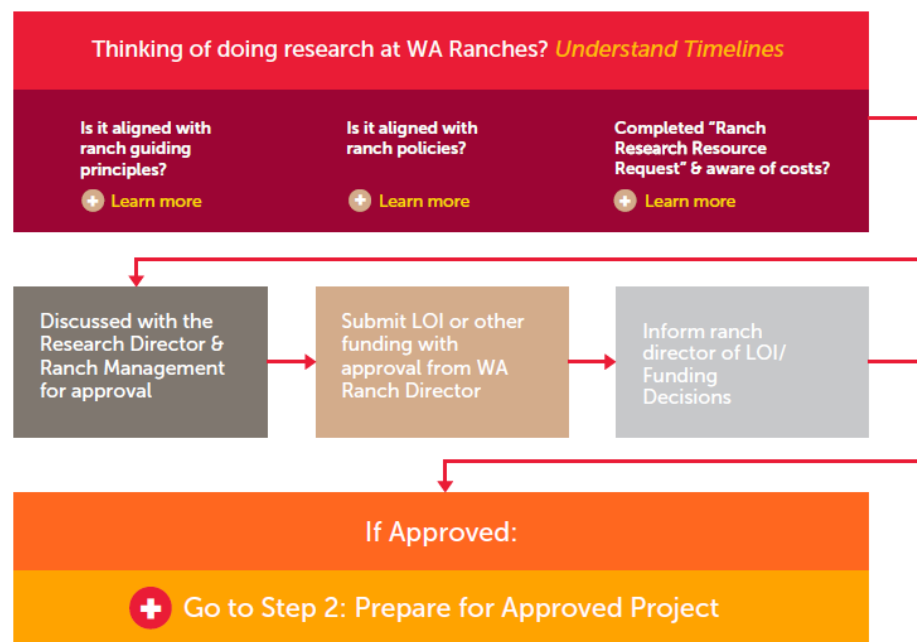 Thinking of doing research at WA Ranches? Understand Timelines
Is it aligned with
ranch guiding
principles?
Learn more
Is it aligned with
ranch policies?
Learn more
Completed “Ranch
Research Resource
Request” & aware of costs?
Learn more
Discussed with the
Research Director &
Ranch Management
for approval
Submit LOI or other
funding with
approval from WA
Ranch Director
Inform ranch
director of LOI/
Funding
Decisions
If Approved:
Go to Step 2: Prepare for Approved Project